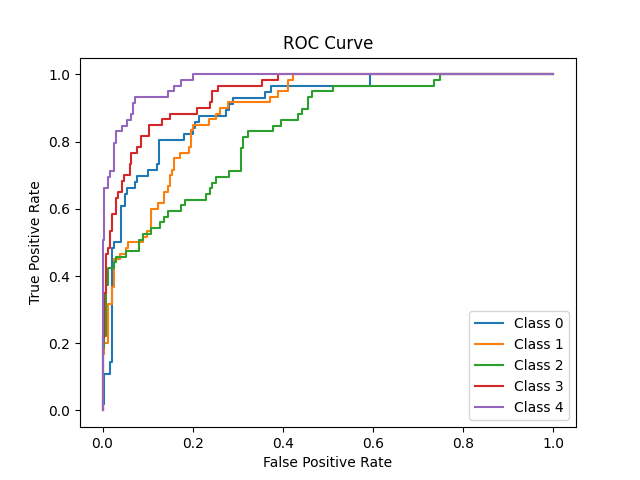 ROC Curve
True Positive Rate
1.0
0.8
0.6
0.4
0.2
0.0
0.0 0.2 0.4 0.6 0.8 1.0
False Positive Rate
Class 0
Class 1
Class 2
Class 3
Class 4